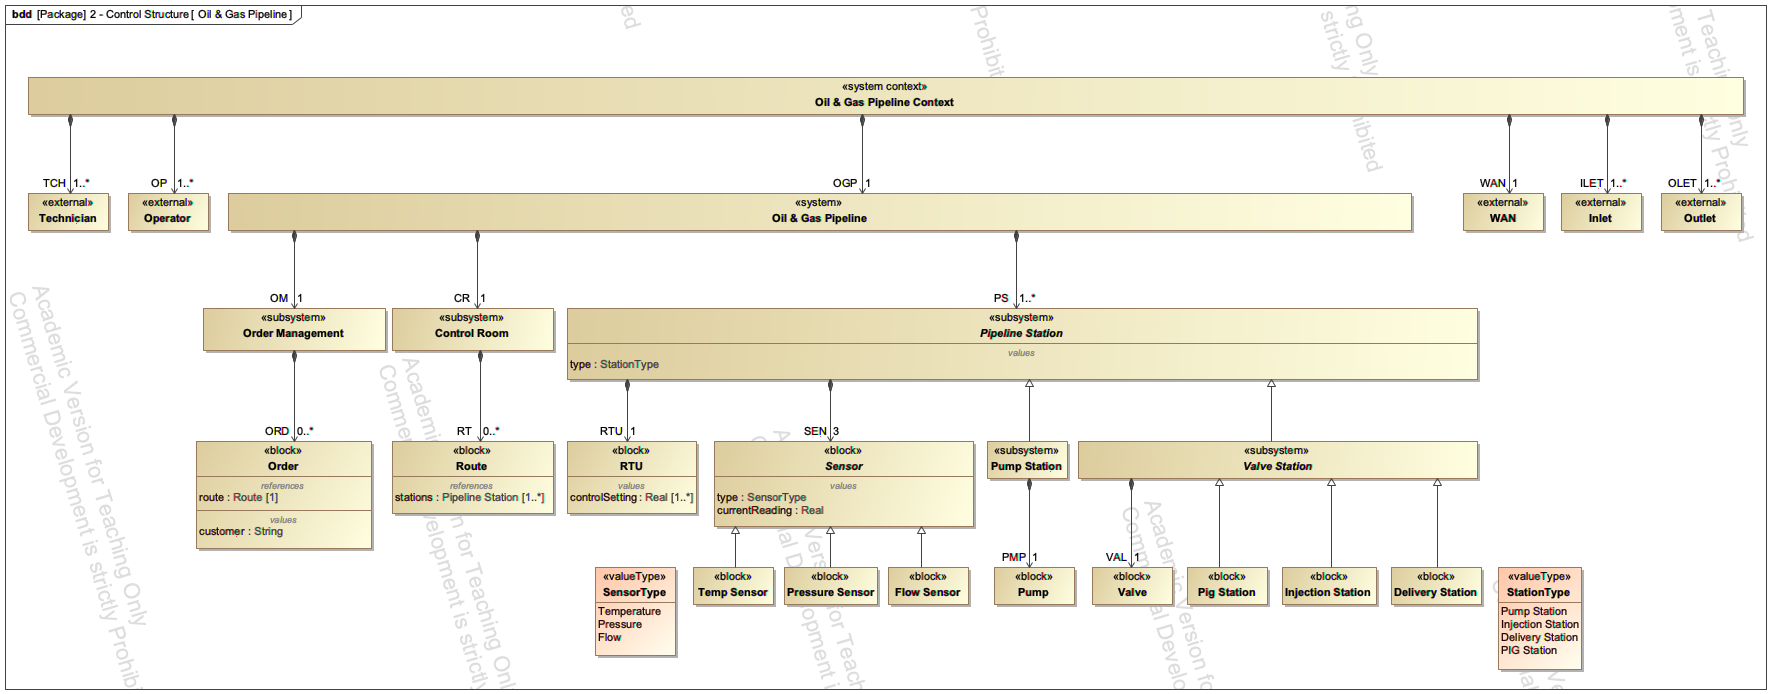 bdd [Package] 2 - Control Structure [ Oil & Gas Pipeline ]
«system context»
Oil & Gas Pipeline Context
TCH 1..*
OP 1..*
OGP 1
WAN 1
ILET 1..*
OLET 1..*
«external»
Technician
«external»
Operator
«system»
Oil & Gas Pipeline
«external»
WAN
«external»
Inlet
«external»
Outlet
OM 1
CR 1
PS 1..*
«subsystem»
Order Management
«subsystem»
Control Room
«subsystem»
Pipeline Station
values
type : StationType
ORD 0..*
RT 0..*
RTU 1
SEN 3
«block»
Order
references
route : Route [1]
values
customer : String
«block»
Route
references
stations : Pipeline Station [1..*]
«block»
RTU
values
controlSetting : Real [1..*]
«block»
Sensor
values
type : SensorType
currentReading : Real
«subsystem»
Pump Station
«subsystem»
Valve Station
PMP 1
VAL 1
«valueType»
SensorType
Temperature
Pressure
Flow
«block»
Temp Sensor
«block»
Pressure Sensor
«block»
Flow Sensor
«block»
Pump
«block»
Valve
«block»
Pig Station
«block»
Injection Station
«block»
Delivery Station
«valueType»
StationType
Pump Station
Injection Station
Delivery Station
PIG Station
Academic Version for Teaching Only
Commercial Development is strictly Prohibited